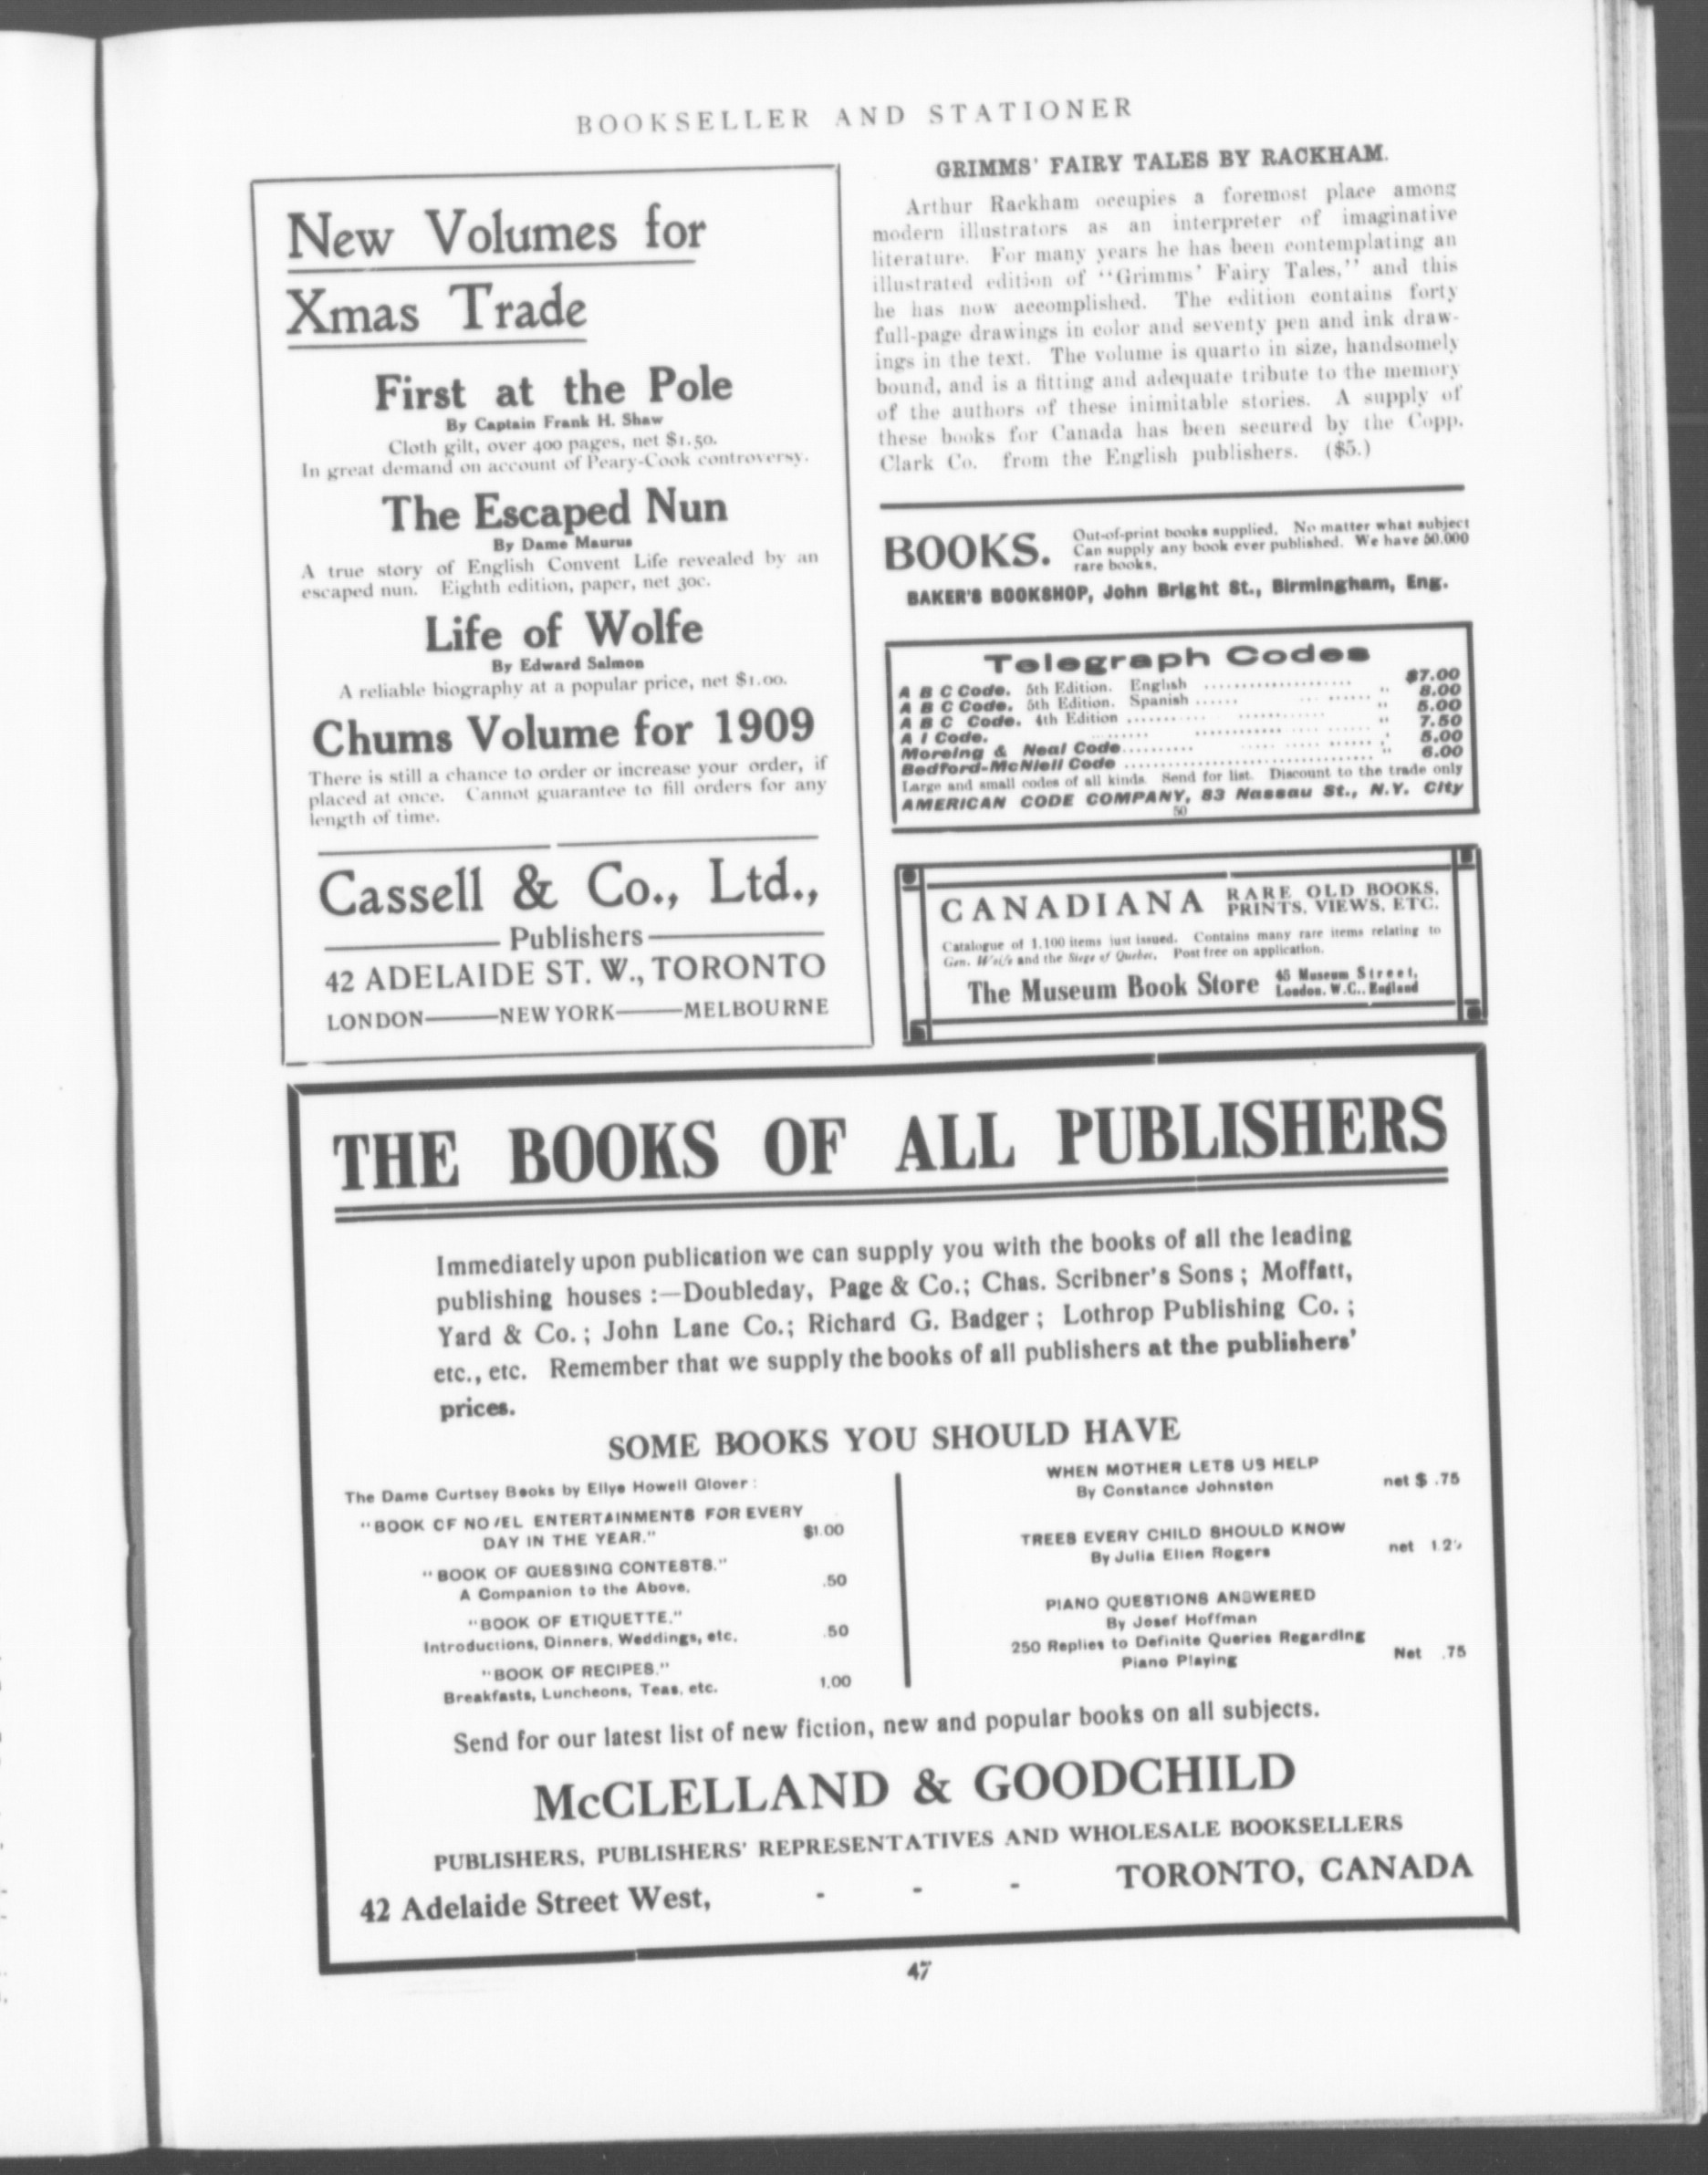 BOOKSELLER AND STATIONER
New Volumes for
Xmas Trade
First at the Pole
By Captain Frank H. Shaw
Cloth gilt, over 400 pages, net $1.50.
In great demand on account of Peary-Cook controversy.
The Escaped Nun
By Dame Maurus
A true story of English Convent Life revealed by an
escaped nun. Eighth edition, paper, net 30c.
Life of Wolfe
By Edward Salmon
A reliable biography at a popular price, net $1.00.
Chums Volume for 1909
There is still a chance to order or increase your order, if
placed at once. Cannot guarantee to fill orders for any
length of time.
Cassell & Co., Ltd.,
Publishers
42 ADELAIDE ST. W., TORONTO
LONDON——NEW YORK——MELBOURNE
GRIMMS' FAIRY TALES BY RACKHAM.
Arthur Rackham occupies a foremost place among
modern illustrators as an interpreter of imaginative
literature. For many years he has been contemplating an
illustrated edition of "Grimms' Fairy Tales," and this
he has now accomplished. The edition contains forty
full-page drawings in color and seventy pen and ink draw-
ings in the text. The volume is quarto in size, handsomely
bound, and is a fitting and adequate tribute to the memory
of the authors of these inimitable stories. A supply of
these books for Canada has been secured by the Copp,
Clark Co. from the English publishers. ($5.)
BOOKS. Out-of-print books supplied. No matter what subject
Can supply any book ever published. We have 50.000
rare books.
BAKER'S BOOKSHOP, John Bright St., Birmingham, Eng.
Telegraph Codes
A B C Code. 5th Edition. English .................... $7.00
A B C Code. 5th Edition. Spanish ...... ... ...... " 8.00
A B C Code. 4th Edition ........... ............ " 5.00
A I Code. ...... ............ .... ...... " 7.50
Moreing & Neal Code.......... ..... ..... ...... " 5.00
Bedford-McNiell Code .................................. " 6.00
Large and small codes of all kinds. Send for list. Discount to the trade only
AMERICAN CODE COMPANY, 83 Nassau St., N.Y. City
50
CANADIANA RARE OLD BOOKS,
PRINTS, VIEWS, ETC.
Catalogue of 1,100 items just issued. Contains many rare items relating to
Gen. Wolfe and the Siege of Quebec. Post free on application.
The Museum Book Store 45 Museum Street,
London. W.C., England
THE BOOKS OF ALL PUBLISHERS
Immediately upon publication we can supply you with the books of all the leading
publishing houses :—Doubleday, Page & Co.; Chas. Scribner's Sons; Moffatt,
Yard & Co.; John Lane Co.; Richard G. Badger; Lothrop Publishing Co.;
etc., etc. Remember that we supply the books of all publishers at the publishers'
prices.
SOME BOOKS YOU SHOULD HAVE
The Dame Curtsey Books by Ellye Howell Glover:
"BOOK OF NOVEL ENTERTAINMENTS FOR EVERY
DAY IN THE YEAR." $1.00
"BOOK OF GUESSING CONTESTS."
A Companion to the Above. .50
"BOOK OF ETIQUETTE."
Introductions, Dinners, Weddings, etc. .50
"BOOK OF RECIPES."
Breakfasts, Luncheons, Teas, etc. 1.00
WHEN MOTHER LETS US HELP
By Constance Johnston net $ .75
TREES EVERY CHILD SHOULD KNOW
By Julia Ellen Rogers net
PIANO QUESTIONS ANSWERED
By Josef Hoffman
250 Replies to Definite Queries Regarding
Piano Playing Net .75
Send for our latest list of new fiction, new and popular books on all subjects.
McCLELLAND & GOODCHILD
PUBLISHERS, PUBLISHERS' REPRESENTATIVES AND WHOLESALE BOOKSELLERS
42 Adelaide Street West, - - - TORONTO, CANADA
47